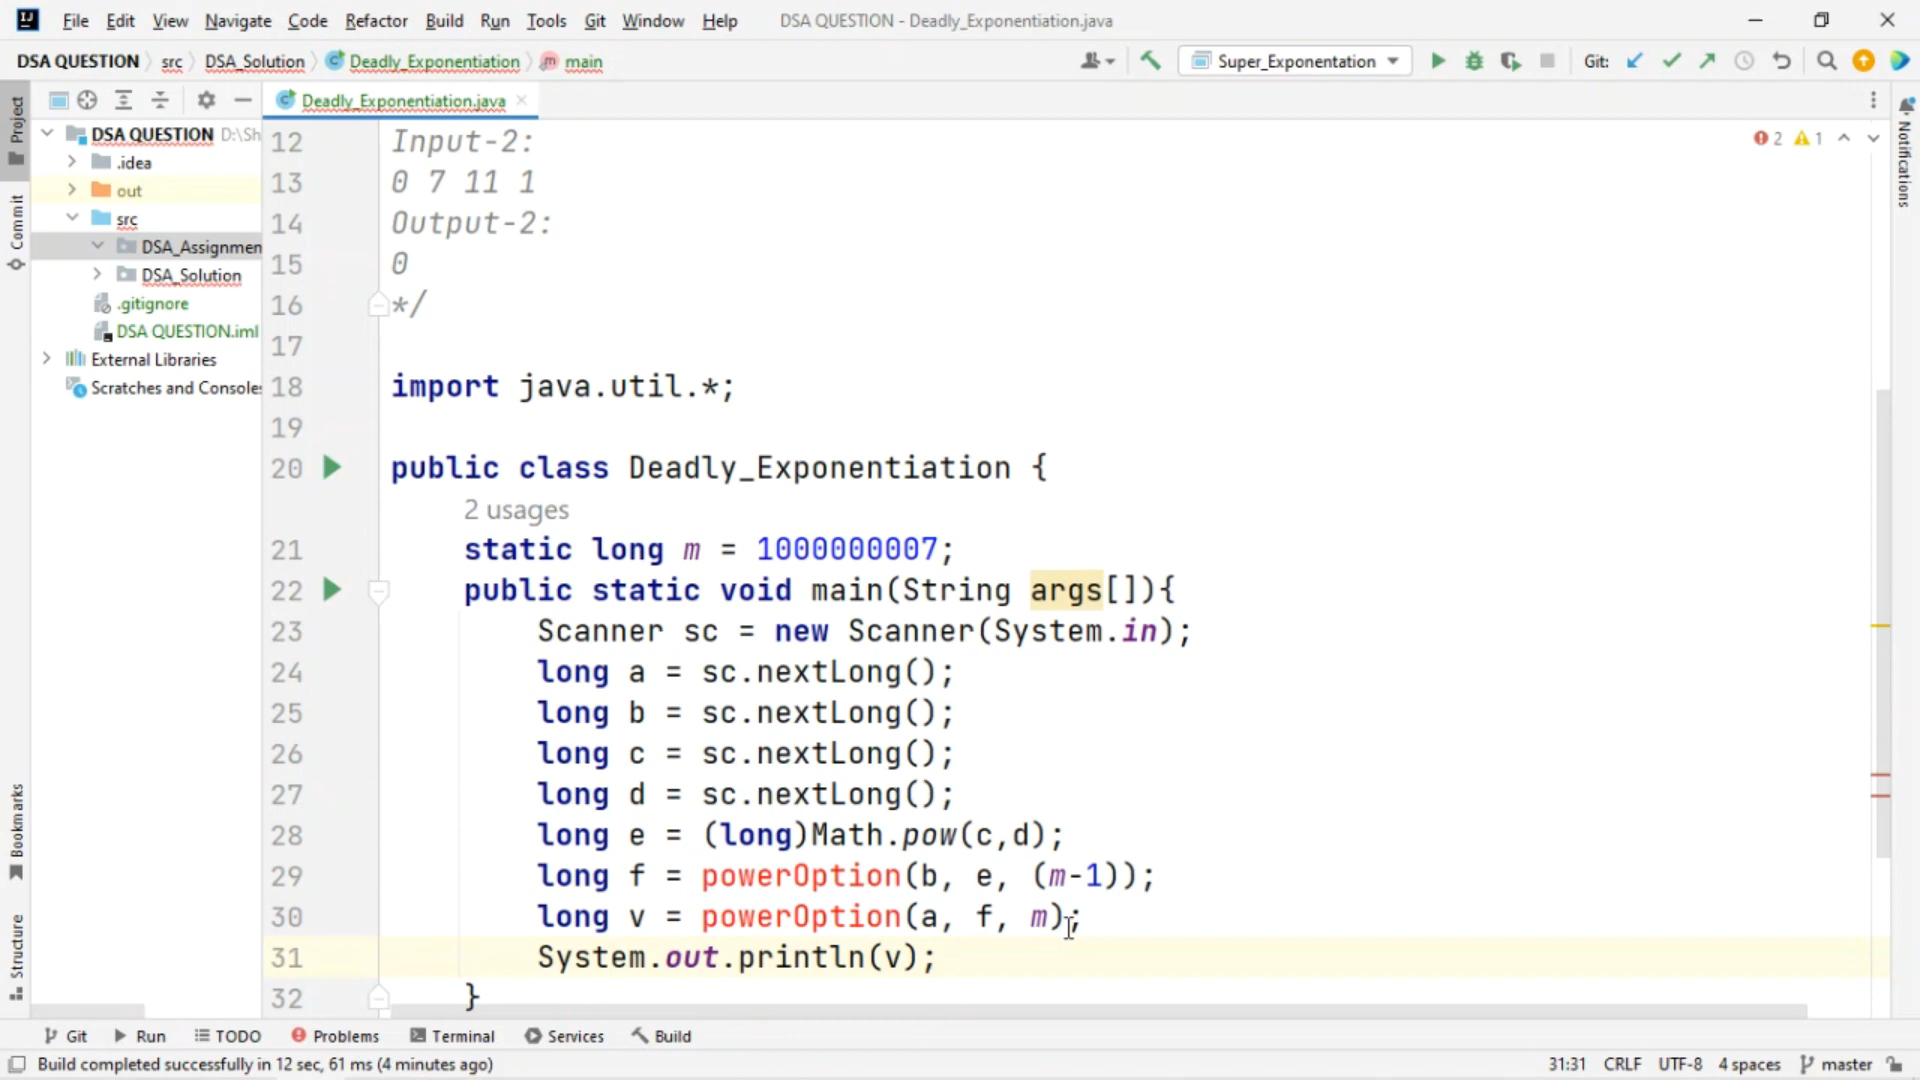 File Edit View Navigate Code Refactor Build Run Tools Git Window Help DSA QUESTION - Deadly_Exponentiation.java
DSA QUESTION src DSA_Solution Deadly_Exponentiation main Super_Exponentation Git:
Deadly_Exponentiation.java
Project
Commit
Bookmarks
Structure
DSA QUESTION D:\Sh
.idea
out
src
DSA_Assignmen
DSA_Solution
.gitignore
DSA QUESTION.iml
External Libraries
Scratches and Consoles
2 1
Notifications
12 Input-2:
13 0 7 11 1
14 Output-2:
15 0
16 */
17
18 import java.util.*;
19
20 public class Deadly_Exponentiation {
2 usages
21 static long m = 1000000007;
22 public static void main(String args[]){
23 Scanner sc = new Scanner(System.in);
24 long a = sc.nextLong();
25 long b = sc.nextLong();
26 long c = sc.nextLong();
27 long d = sc.nextLong();
28 long e = (long)Math.pow(c,d);
29 long f = powerOption(b, e, (m-1));
30 long v = powerOption(a, f, m);
31 System.out.println(v);
32 }
Git Run TODO Problems Terminal Services Build
Build completed successfully in 12 sec, 61 ms (4 minutes ago) 31:31 CRLF UTF-8 4 spaces master